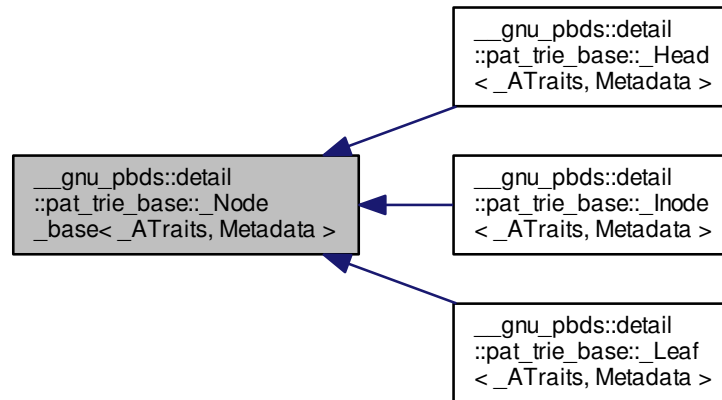 __gnu_pbds::detail
::pat_trie_base::_Head
< _ATraits, Metadata >
__gnu_pbds::detail
::pat_trie_base::_Node
_base< _ATraits, Metadata >
__gnu_pbds::detail
::pat_trie_base::_Inode
< _ATraits, Metadata >
__gnu_pbds::detail
::pat_trie_base::_Leaf
< _ATraits, Metadata >